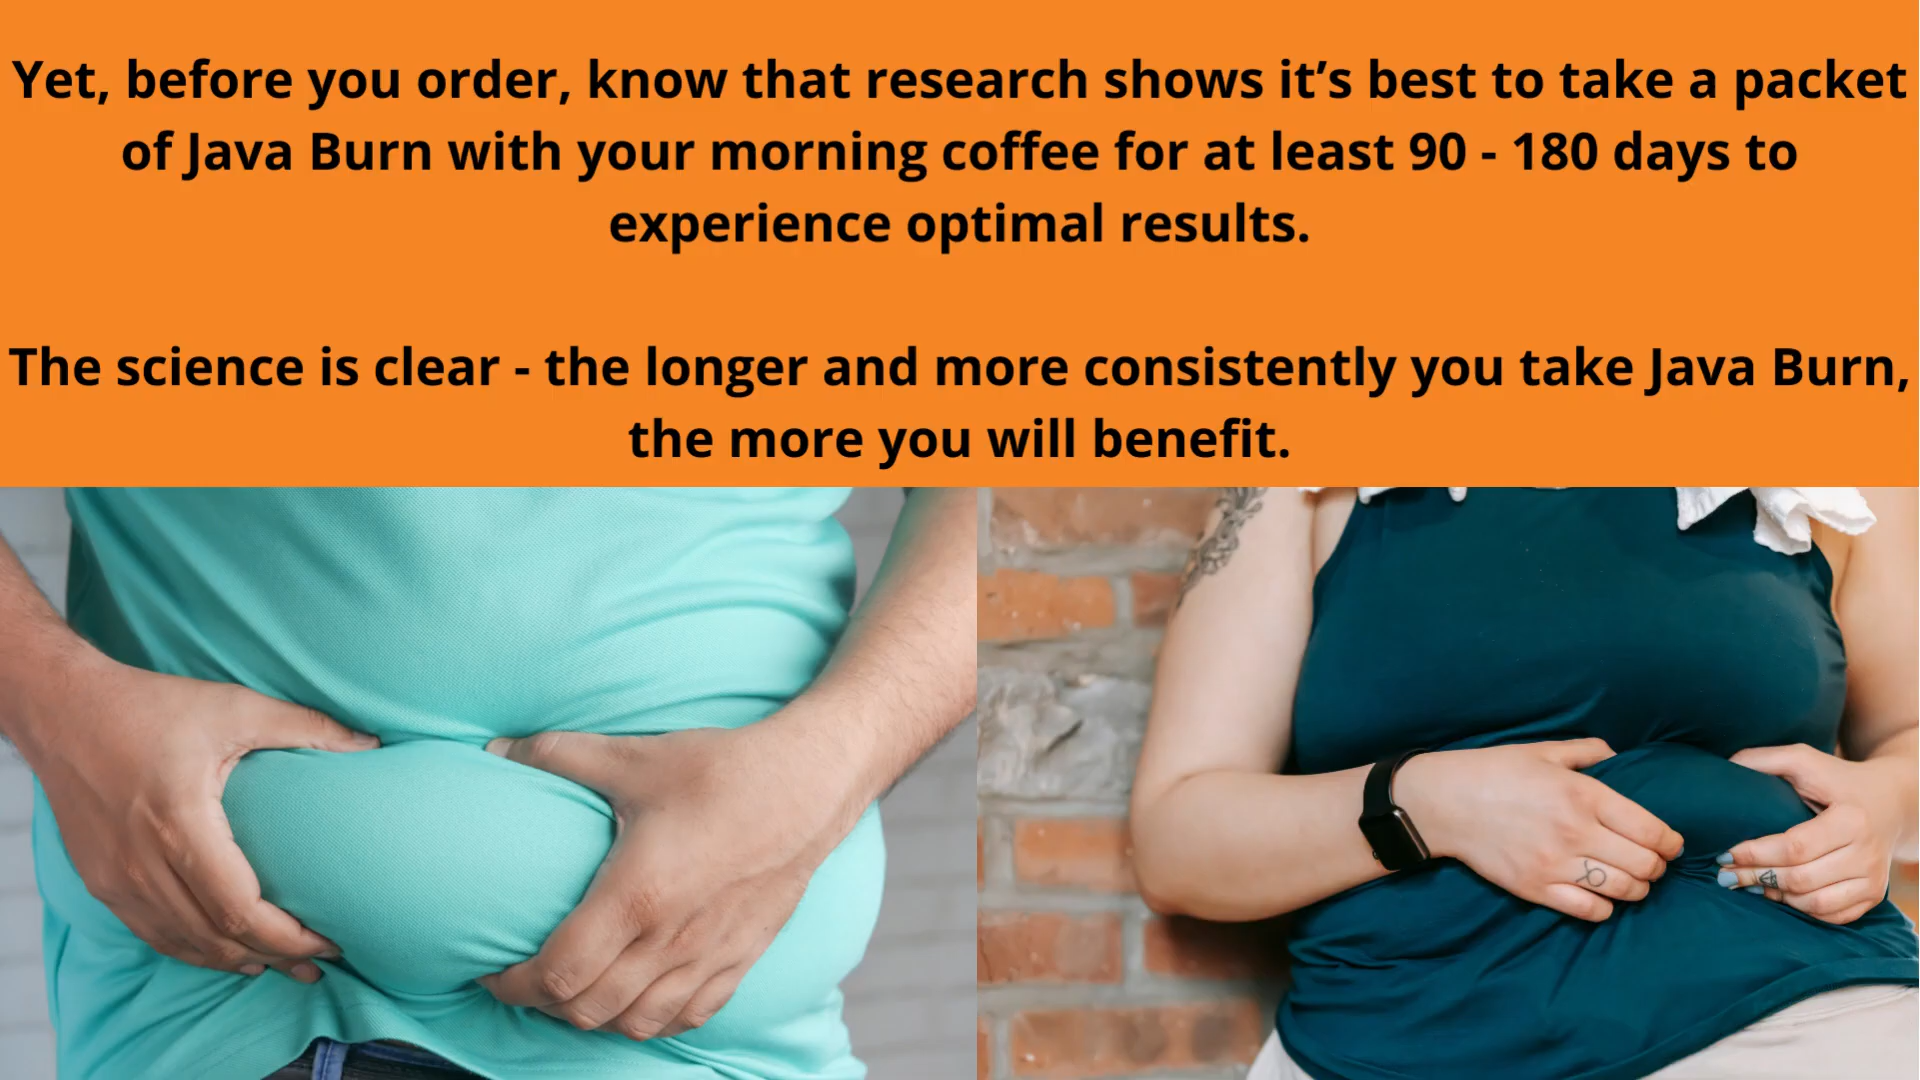 Yet, before you order, know that research shows it’s best to take a packet
of Java Burn with your morning coffee for at least 90 - 180 days to
experience optimal results.
The science is clear - the longer and more consistently you take Java Burn,
the more you will benefit.